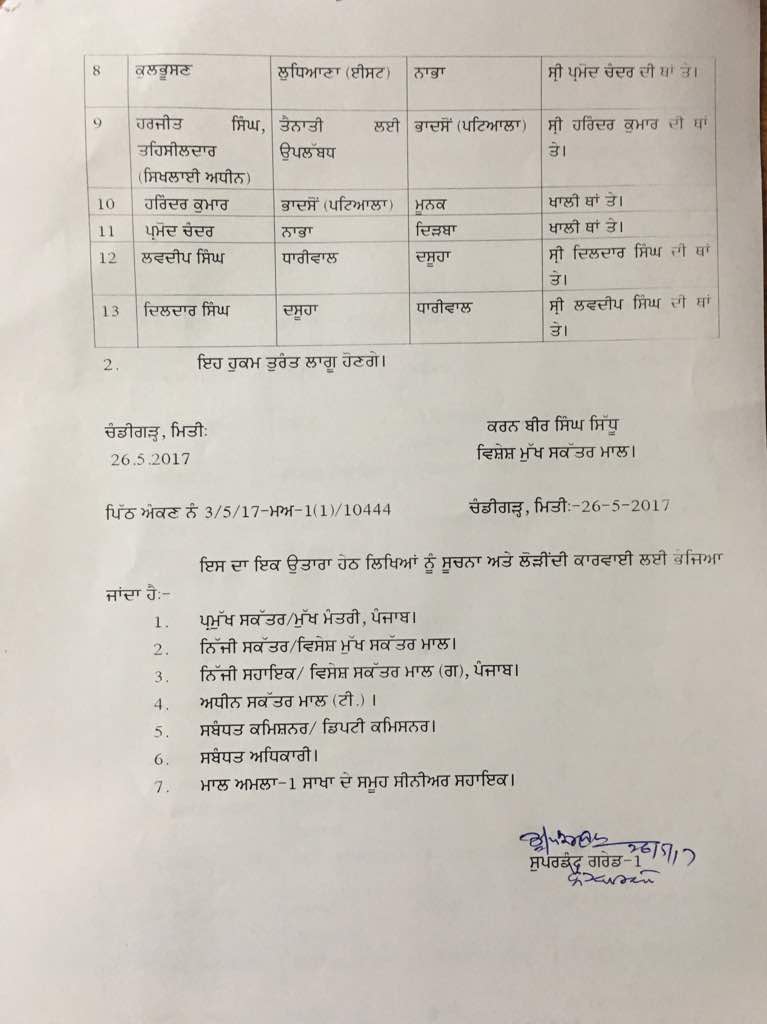 8 ਕੁਲਭੂਸਣ ਲੁਧਿਆਣਾ (ਈਸਟ) ਨਾਭਾ ਸ੍ਰੀ ਪ੍ਰਮੋਦ ਚੰਦਰ ਦੀ ਥਾਂ ਤੇ।
9 ਹਰਜੀਤ ਸਿੰਘ, ਤੈਨਾਤੀ ਲਈ ਭਾਦਸੋਂ (ਪਟਿਆਲਾ) ਸ੍ਰੀ ਹਰਿੰਦਰ ਕੁਮਾਰ ਦੀ ਥਾਂ
ਤਹਿਸੀਲਦਾਰ ਉਪਲੱਬਧ ਤੇ।
(ਸਿਖਲਾਈ ਅਧੀਨ)
10 ਹਰਿੰਦਰ ਕੁਮਾਰ ਭਾਦਸੋਂ (ਪਟਿਆਲਾ) ਮੂਨਕ ਖਾਲੀ ਥਾਂ ਤੇ।
11 ਪ੍ਰਮੋਦ ਚੰਦਰ ਨਾਭਾ ਦਿੜਬਾ ਖਾਲੀ ਥਾਂ ਤੇ।
12 ਲਵਦੀਪ ਸਿੰਘ ਧਾਰੀਵਾਲ ਦਸੂਹਾ ਸ੍ਰੀ ਦਿਲਦਾਰ ਸਿੰਘ ਦੀ ਥਾਂ
ਤੇ।
13 ਦਿਲਦਾਰ ਸਿੰਘ ਦਸੂਹਾ ਧਾਰੀਵਾਲ ਸ੍ਰੀ ਲਵਦੀਪ ਸਿੰਘ ਦੀ ਥਾਂ
ਤੇ।
2. ਇਹ ਹੁਕਮ ਤੁਰੰਤ ਲਾਗੂ ਹੋਣਗੇ।
ਚੰਡੀਗੜ੍ਹ, ਮਿਤੀ: ਕਰਨ ਬੀਰ ਸਿੰਘ ਸਿੱਧੂ
26.5.2017 ਵਿਸ਼ੇਸ਼ ਮੁੱਖ ਸਕੱਤਰ ਮਾਲ।
ਪਿੱਠ ਅੰਕਣ ਨੰ 3/5/17-ਮਅ-1(1)/10444 ਚੰਡੀਗੜ੍ਹ, ਮਿਤੀ:-26-5-2017
ਇਸ ਦਾ ਇਕ ਉਤਾਰਾ ਹੇਠ ਲਿਖਿਆਂ ਨੂੰ ਸੂਚਨਾ ਅਤੇ ਲੋੜੀਂਦੀ ਕਾਰਵਾਈ ਲਈ ਭੇਜਿਆ
ਜਾਂਦਾ ਹੈ:-
1. ਪ੍ਰਮੁੱਖ ਸਕੱਤਰ/ਮੁੱਖ ਮੰਤਰੀ, ਪੰਜਾਬ।
2. ਨਿੱਜੀ ਸਕੱਤਰ/ਵਿਸੇਸ਼ ਮੁੱਖ ਸਕੱਤਰ ਮਾਲ।
3. ਨਿੱਜੀ ਸਹਾਇਕ/ ਵਿਸੇਸ਼ ਸਕੱਤਰ ਮਾਲ (ਗ), ਪੰਜਾਬ।
4. ਅਧੀਨ ਸਕੱਤਰ ਮਾਲ (ਟੀ.) ।
5. ਸਬੰਧਤ ਕਮਿਸ਼ਨਰ/ ਡਿਪਟੀ ਕਮਿਸਨਰ।
6. ਸਬੰਧਤ ਅਧਿਕਾਰੀ।
7. ਮਾਲ ਅਮਲਾ-1 ਸਾਖਾ ਦੇ ਸਮੂਹ ਸੀਨੀਅਰ ਸਹਾਇਕ।
26/5/17
ਸੁਪਰਡੰਟ ਗਰੇਡ-1